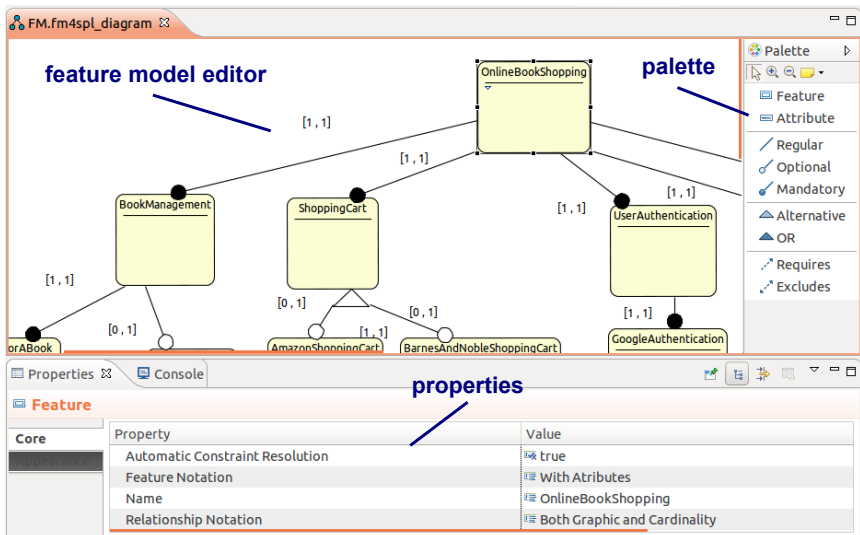 FM.fm4spl_diagram
feature model editor
palette
OnlineBookShopping
Palette
Feature
Attribute
Regular
Optional
Mandatory
Alternative
OR
Requires
Excludes
[1 , 1]
[1 , 1]
[1 , 1]
[1 , 1]
BookManagement
ShoppingCart
UserAuthentication
[1 , 1]
[0 , 1]
[0 , 1]
[0 , 1]
[1 , 1]
[1 , 1]
orABook
AmazonShoppingCart
BarnesAndNobleShoppingCart
GoogleAuthentication
Properties
Console
properties
Feature
Core
Appearance
Property Value
Automatic Constraint Resolution true
Feature Notation With Atributes
Name OnlineBookShopping
Relationship Notation Both Graphic and Cardinality